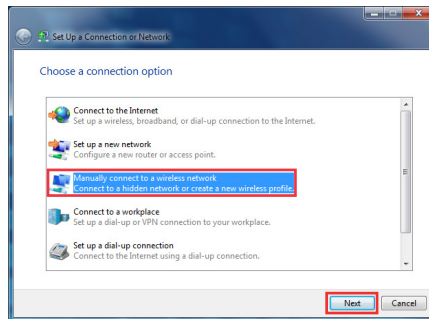 Set Up a Connection or Network
Choose a connection option
Connect to the Internet
Set up a wireless, broadband, or dial-up connection to the Internet.
Set up a new network
Configure a new router or access point.
Manually connect to a wireless network
Connect to a hidden network or create a new wireless profile.
Connect to a workplace
Set up a dial-up or VPN connection to your workplace.
Set up a dial-up connection
Connect to the Internet using a dial-up connection.
Next Cancel